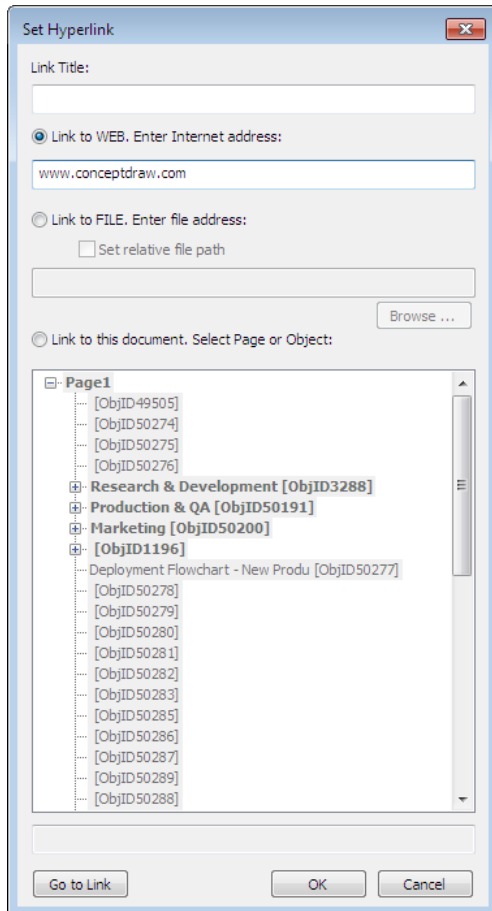 Set Hyperlink
Link Title:
Link to WEB. Enter Internet address:
www.conceptdraw.com
Link to FILE. Enter file address:
Set relative file path
Browse ...
Link to this document. Select Page or Object:
Page1
[ObjID49505]
[ObjID50274]
[ObjID50275]
[ObjID50276]
Research & Development [ObjID3288]
Production & QA [ObjID50191]
Marketing [ObjID50200]
[ObjID1196]
Deployment Flowchart - New Produ [ObjID50277]
[ObjID50278]
[ObjID50279]
[ObjID50280]
[ObjID50281]
[ObjID50282]
[ObjID50283]
[ObjID50285]
[ObjID50286]
[ObjID50287]
[ObjID50289]
[ObjID50288]
Go to Link OK Cancel